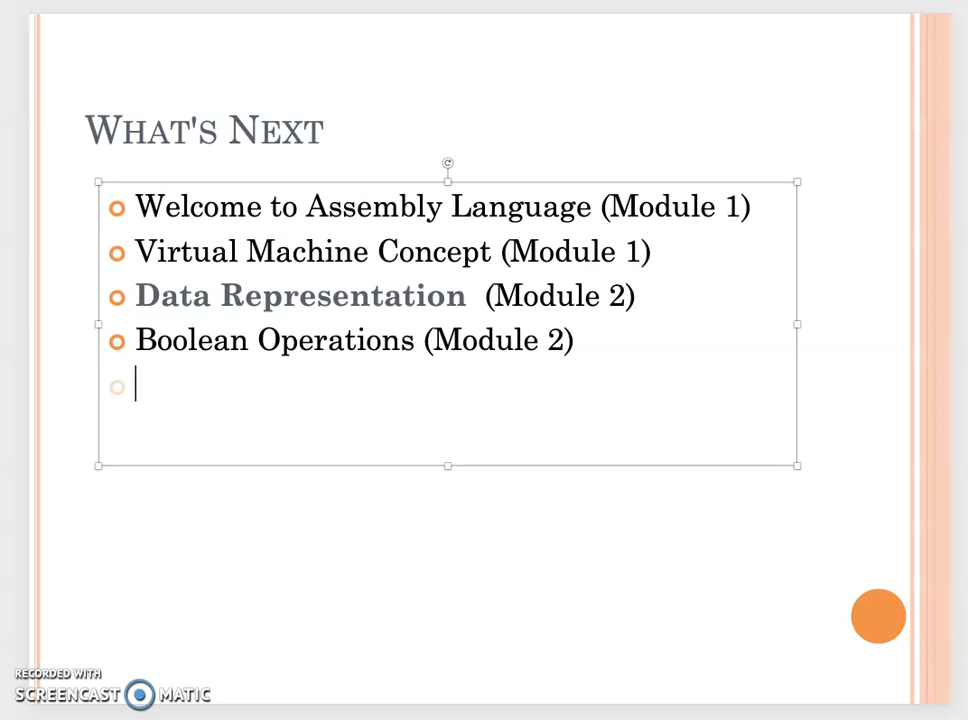 WHAT'S NEXT
Welcome to Assembly Language (Module 1)
Virtual Machine Concept (Module 1)
Data Representation (Module 2)
Boolean Operations (Module 2)
RECORDED WITH
SCREENCAST MATIC